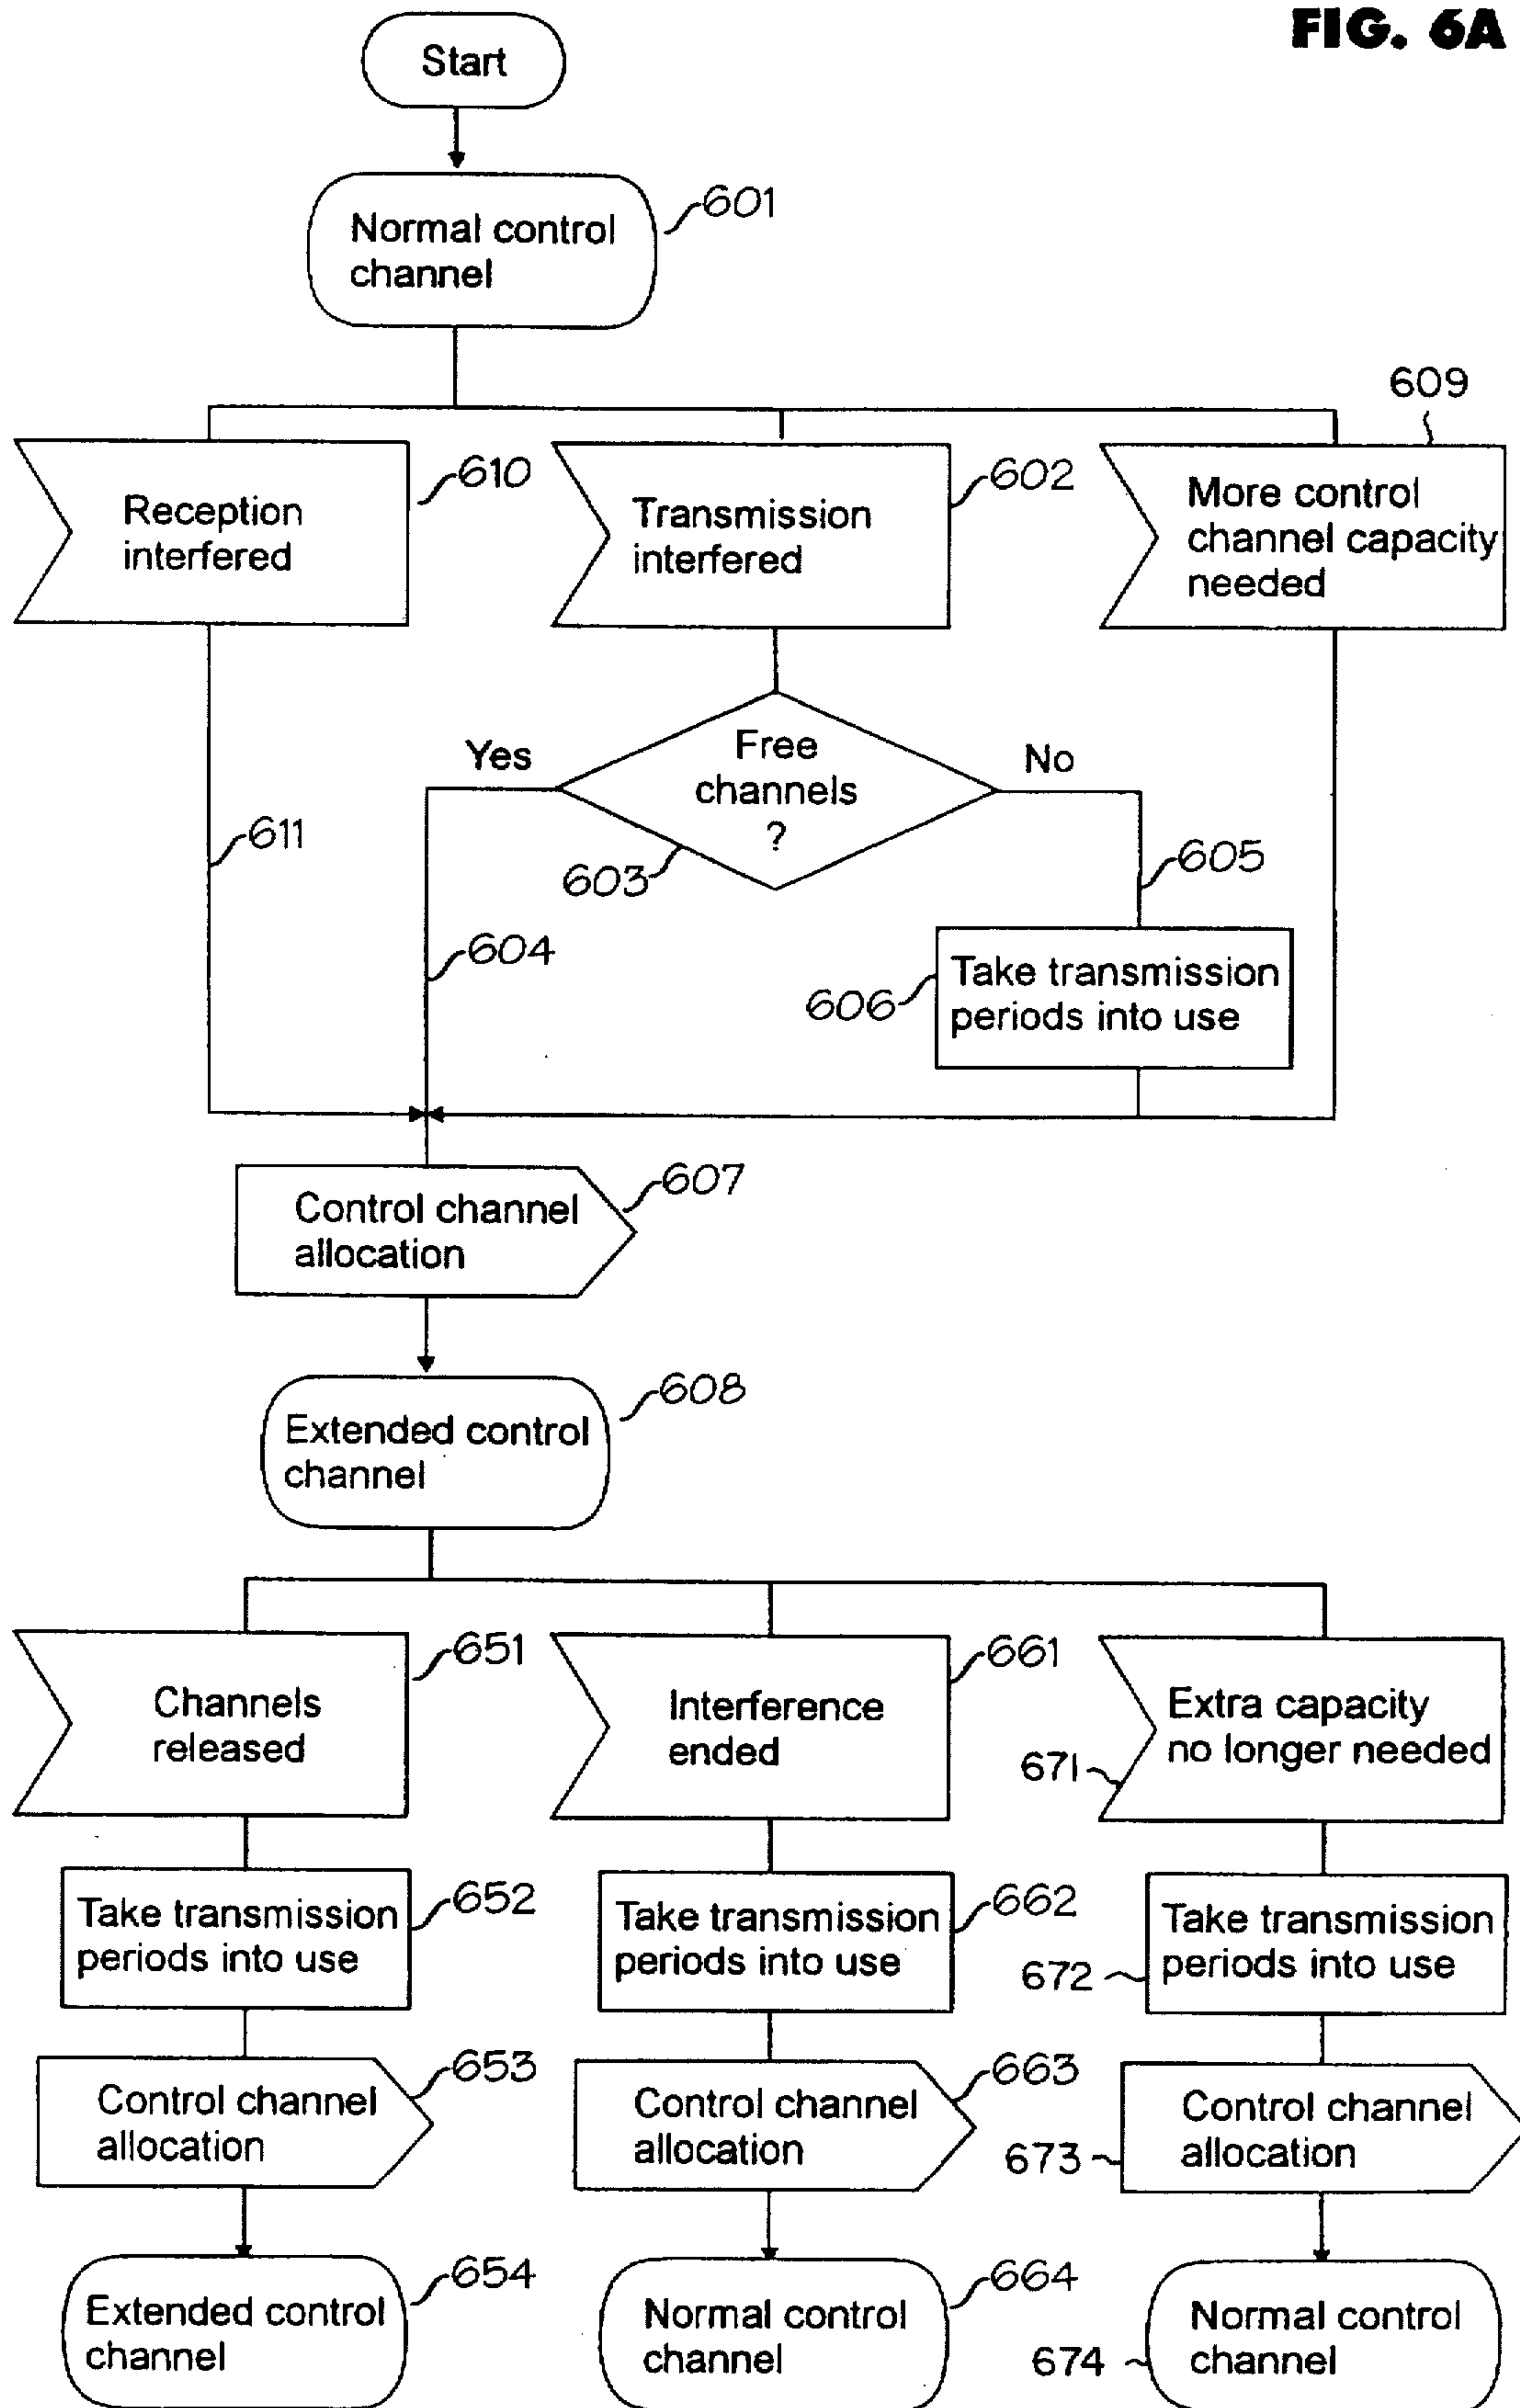 FIG. 6A
Start
Normal control
channel
601
609
Reception
interfered
610
Transmission
interfered
602
More control
channel capacity
needed
Yes
Free
channels
?
No
603
611
605
604
Take transmission
periods into use
606
Control channel
allocation
607
Extended control
channel
608
Channels
released
651
Interference
ended
661
Extra capacity
no longer needed
671
Take transmission
periods into use
652
Take transmission
periods into use
662
Take transmission
periods into use
672
Control channel
allocation
653
Control channel
allocation
663
Control channel
allocation
673
Extended control
channel
654
Normal control
channel
664
Normal control
channel
674